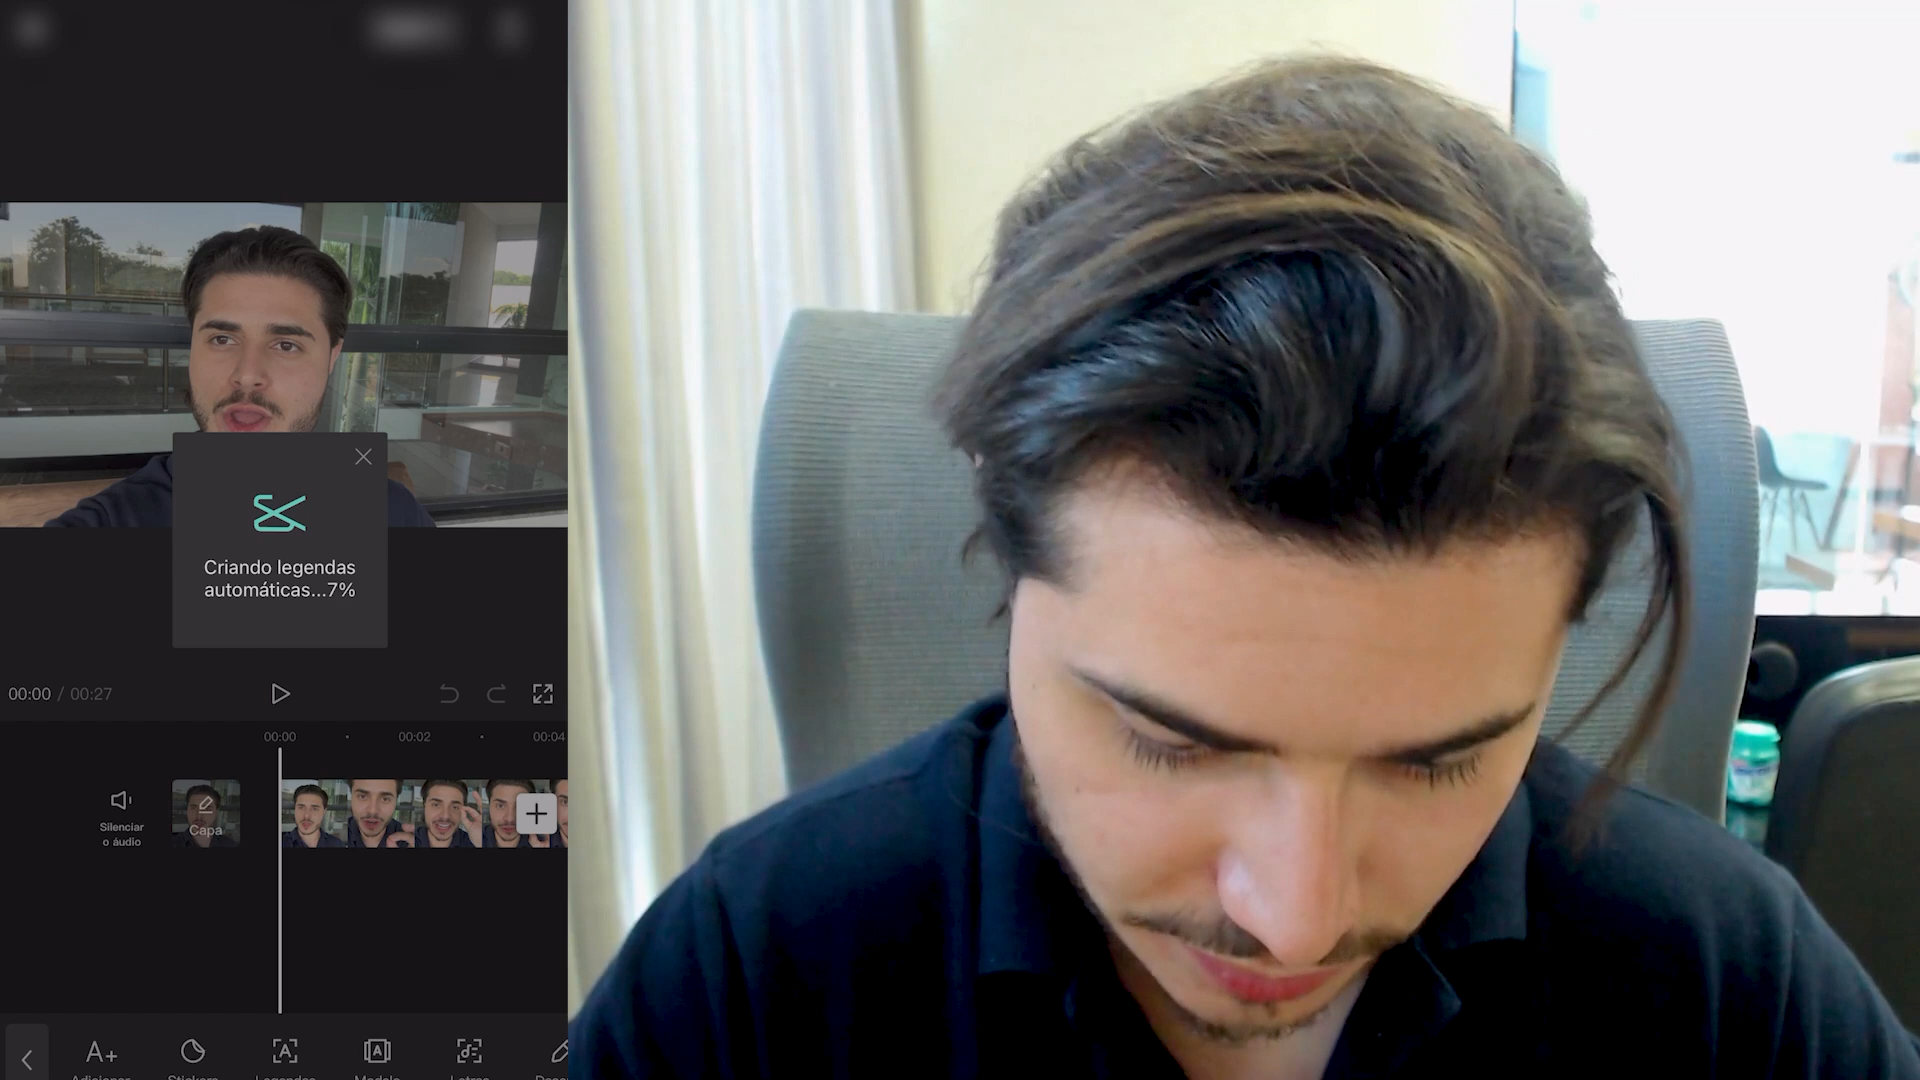 Criando legendas
automáticas...7%
00:00 / 00:27
00:00
00:02
00:04
Silenciar
o áudio
Capa
A+